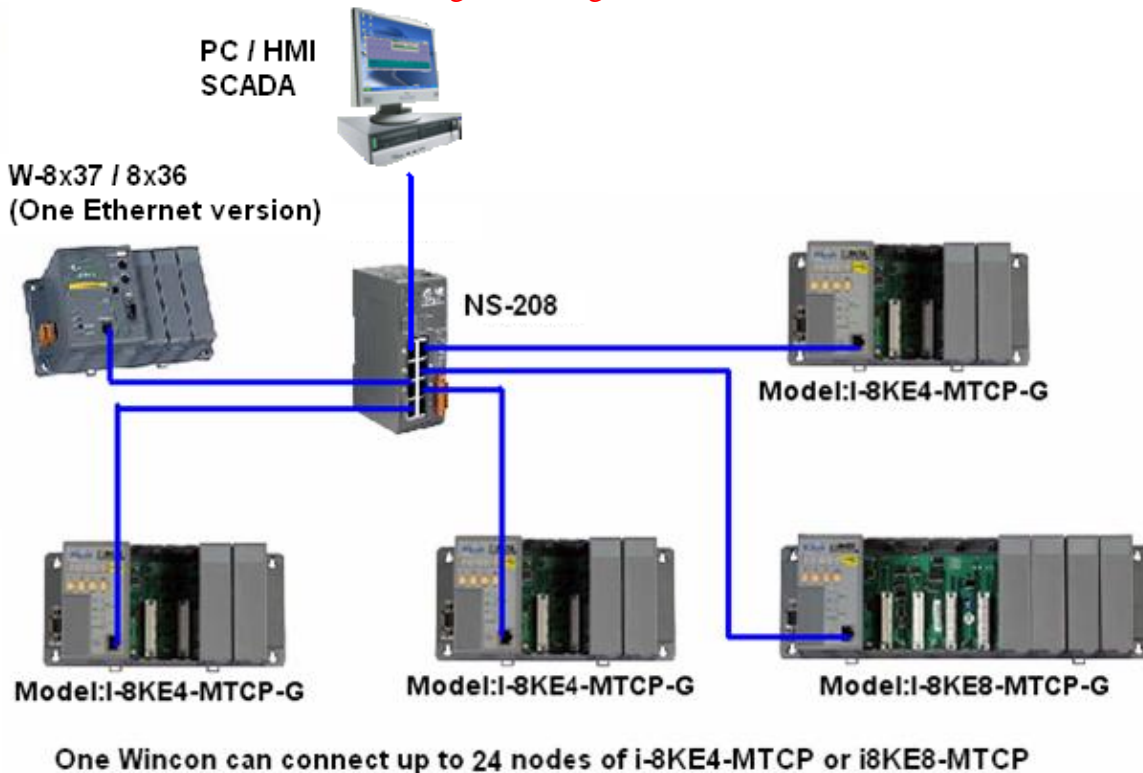 PC / HMI
SCADA
W-8x37 / 8x36
(One Ethernet version)
NS-208
Model:I-8KE4-MTCP-G
Model:I-8KE4-MTCP-G
Model:I-8KE4-MTCP-G
Model:I-8KE8-MTCP-G
One Wincon can connect up to 24 nodes of i-8KE4-MTCP or i8KE8-MTCP